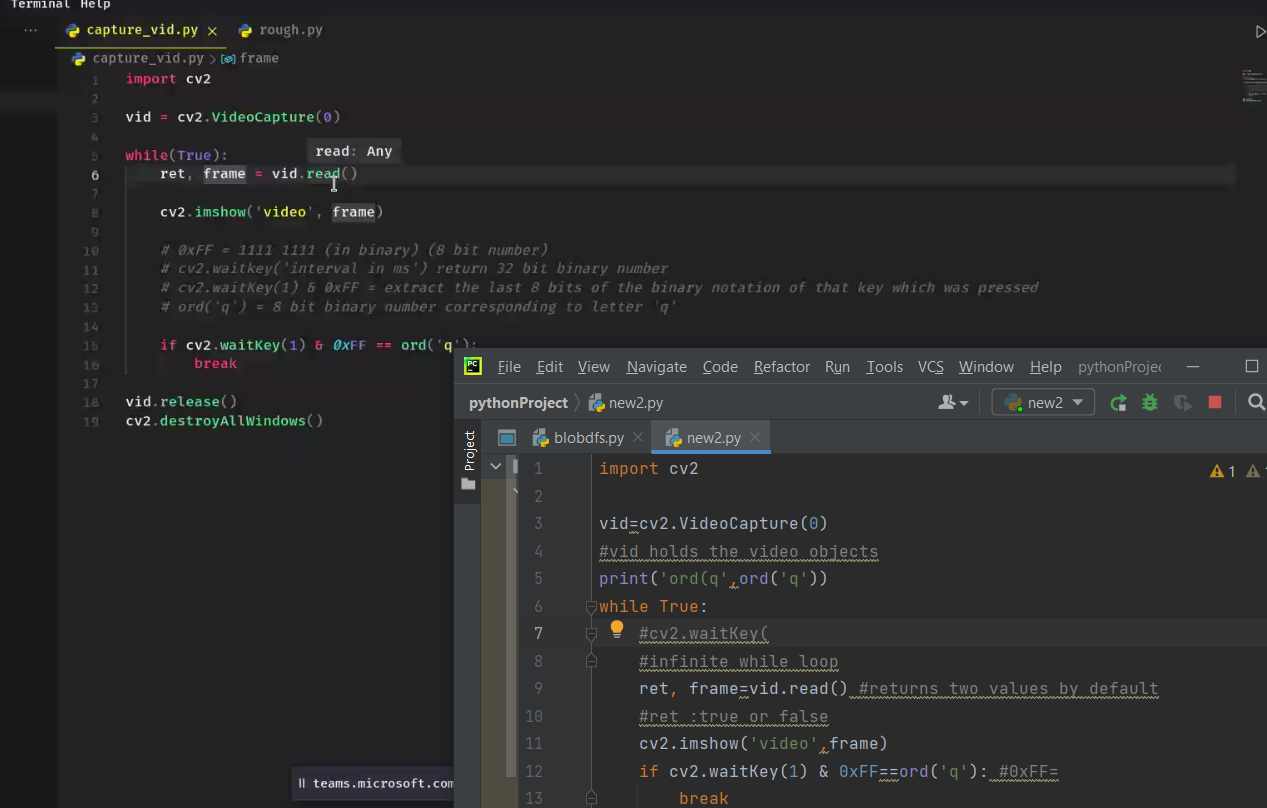 Terminal Help
··· capture_vid.py × rough.py
capture_vid.py > frame
1 import cv2
2
3 vid = cv2.VideoCapture(0)
4
5 while(True):
read: Any
6 ret, frame = vid.read()
7
8 cv2.imshow('video', frame)
9
10 # 0xFF = 1111 1111 (in binary) (8 bit number)
11 # cv2.waitkey('interval in ms') return 32 bit binary number
12 # cv2.waitKey(1) & 0xFF = extract the last 8 bits of the binary notation of that key which was pressed
13 # ord('q') = 8 bit binary number corresponding to letter 'q'
14
15 if cv2.waitKey(1) & 0xFF == ord('q'):
16 break
17
18 vid.release()
19 cv2.destroyAllWindows()
teams.microsoft.com
PC File Edit View Navigate Code Refactor Run Tools VCS Window Help pythonProjec
pythonProject > new2.py new2
Project
blobdfs.py × new2.py ×
1 import cv2
1
2
3 vid=cv2.VideoCapture(0)
4 #vid holds the video objects
5 print('ord(q',ord('q'))
6 while True:
7 #cv2.waitKey(
8 #infinite while loop
9 ret, frame=vid.read() #returns two values by default
10 #ret :true or false
11 cv2.imshow('video',frame)
12 if cv2.waitKey(1) & 0xFF==ord('q'): #0xFF=
13 break